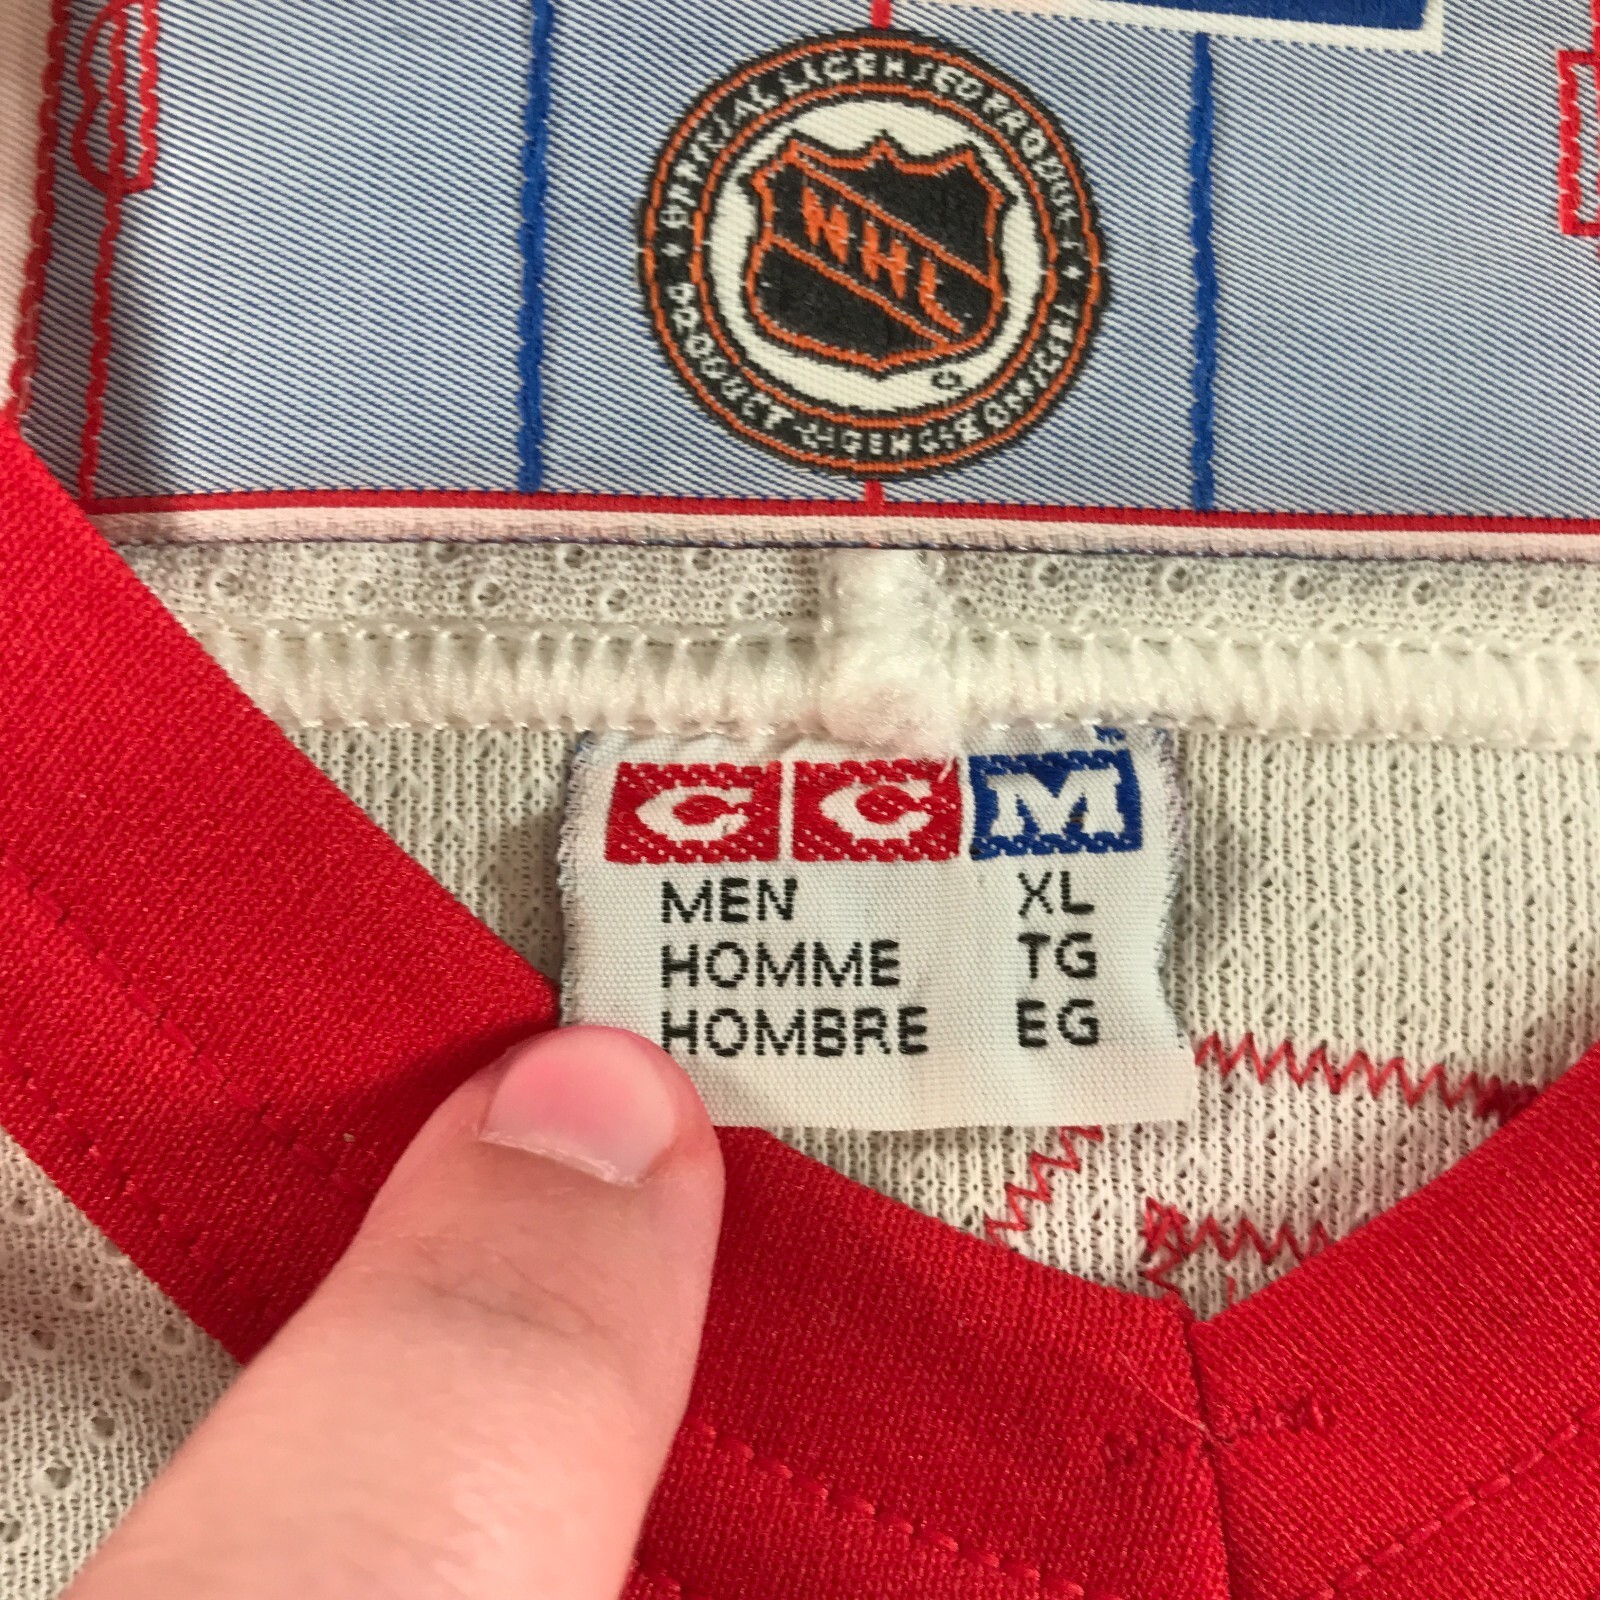 OFFICIAL LICENSED PRODUCT
NHL
PRODUIT LICENCIÉ OFFICIEL
CCM
MEN XL
HOMME TG
HOMBRE EG